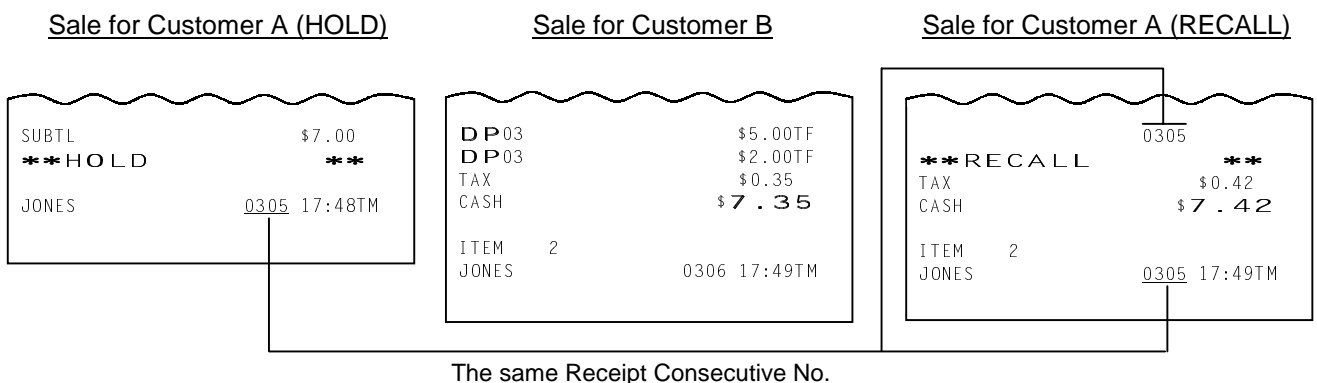 Sale for Customer A (HOLD)
SUBTL $7.00
**HOLD **
JONES 0305 17:48TM
Sale for Customer B
DP03 $5.00TF
DP03 $2.00TF
TAX $0.35
CASH $7.35
ITEM 2
JONES 0306 17:49TM
Sale for Customer A (RECALL)
0305
**RECALL **
TAX $0.42
CASH $7.42
ITEM 2
JONES 0305 17:49TM
The same Receipt Consecutive No.